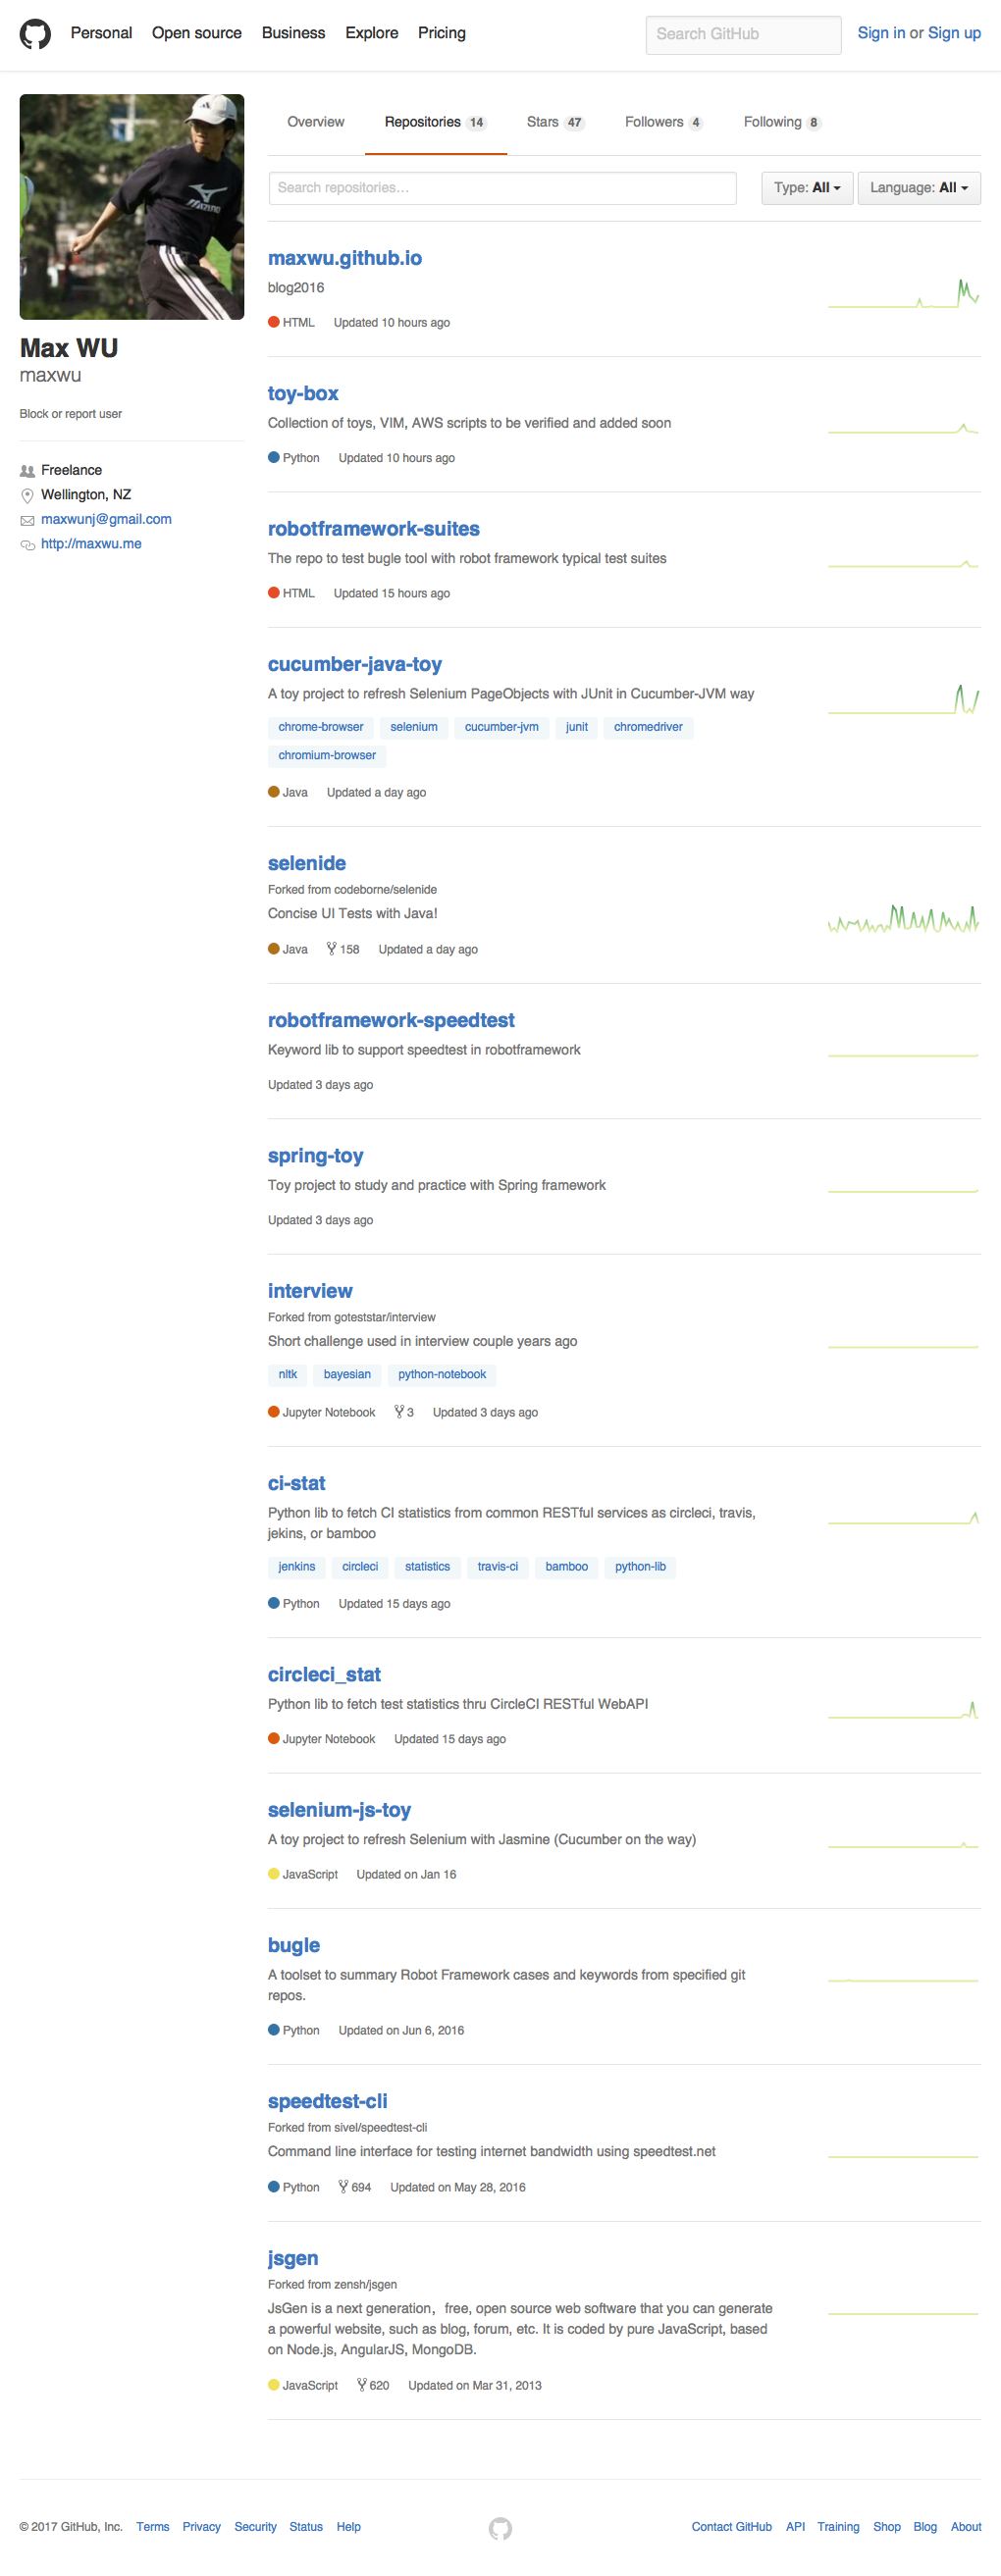 Personal Open source Business Explore Pricing Search GitHub Sign in or Sign up
Overview Repositories 14 Stars 47 Followers 4 Following 8
Search repositories... Type: All Language: All
MIZUNO
Max WU
maxwu
Block or report user
Freelance
Wellington, NZ
maxwunj@gmail.com
http://maxwu.me
maxwu.github.io
blog2016
HTML Updated 10 hours ago
toy-box
Collection of toys, VIM, AWS scripts to be verified and added soon
Python Updated 10 hours ago
robotframework-suites
The repo to test bugle tool with robot framework typical test suites
HTML Updated 15 hours ago
cucumber-java-toy
A toy project to refresh Selenium PageObjects with JUnit in Cucumber-JVM way
chrome-browser selenium cucumber-jvm junit chromedriver
chromium-browser
Java Updated a day ago
selenide
Forked from codeborne/selenide
Concise UI Tests with Java!
Java 158 Updated a day ago
robotframework-speedtest
Keyword lib to support speedtest in robotframework
Updated 3 days ago
spring-toy
Toy project to study and practice with Spring framework
Updated 3 days ago
interview
Forked from goteststar/interview
Short challenge used in interview couple years ago
nltk bayesian python-notebook
Jupyter Notebook 3 Updated 3 days ago
ci-stat
Python lib to fetch CI statistics from common RESTful services as circleci, travis,
jekins, or bamboo
jenkins circleci statistics travis-ci bamboo python-lib
Python Updated 15 days ago
circleci_stat
Python lib to fetch test statistics thru CircleCI RESTful WebAPI
Jupyter Notebook Updated 15 days ago
selenium-js-toy
A toy project to refresh Selenium with Jasmine (Cucumber on the way)
JavaScript Updated on Jan 16
bugle
A toolset to summary Robot Framework cases and keywords from specified git
repos.
Python Updated on Jun 6, 2016
speedtest-cli
Forked from sivel/speedtest-cli
Command line interface for testing internet bandwidth using speedtest.net
Python 694 Updated on May 28, 2016
jsgen
Forked from zensh/jsgen
JsGen is a next generation，free, open source web software that you can generate
a powerful website, such as blog, forum, etc. It is coded by pure JavaScript, based
on Node.js, AngularJS, MongoDB.
JavaScript 620 Updated on Mar 31, 2013
© 2017 GitHub, Inc. Terms Privacy Security Status Help Contact GitHub API Training Shop Blog About